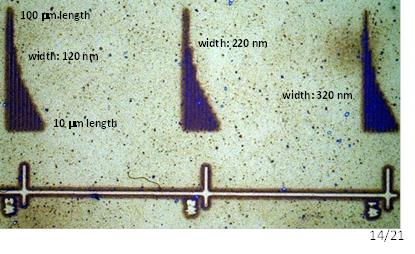 100 µm length
width: 220 nm
width: 120 nm
width: 320 nm
10 µm length
14/21